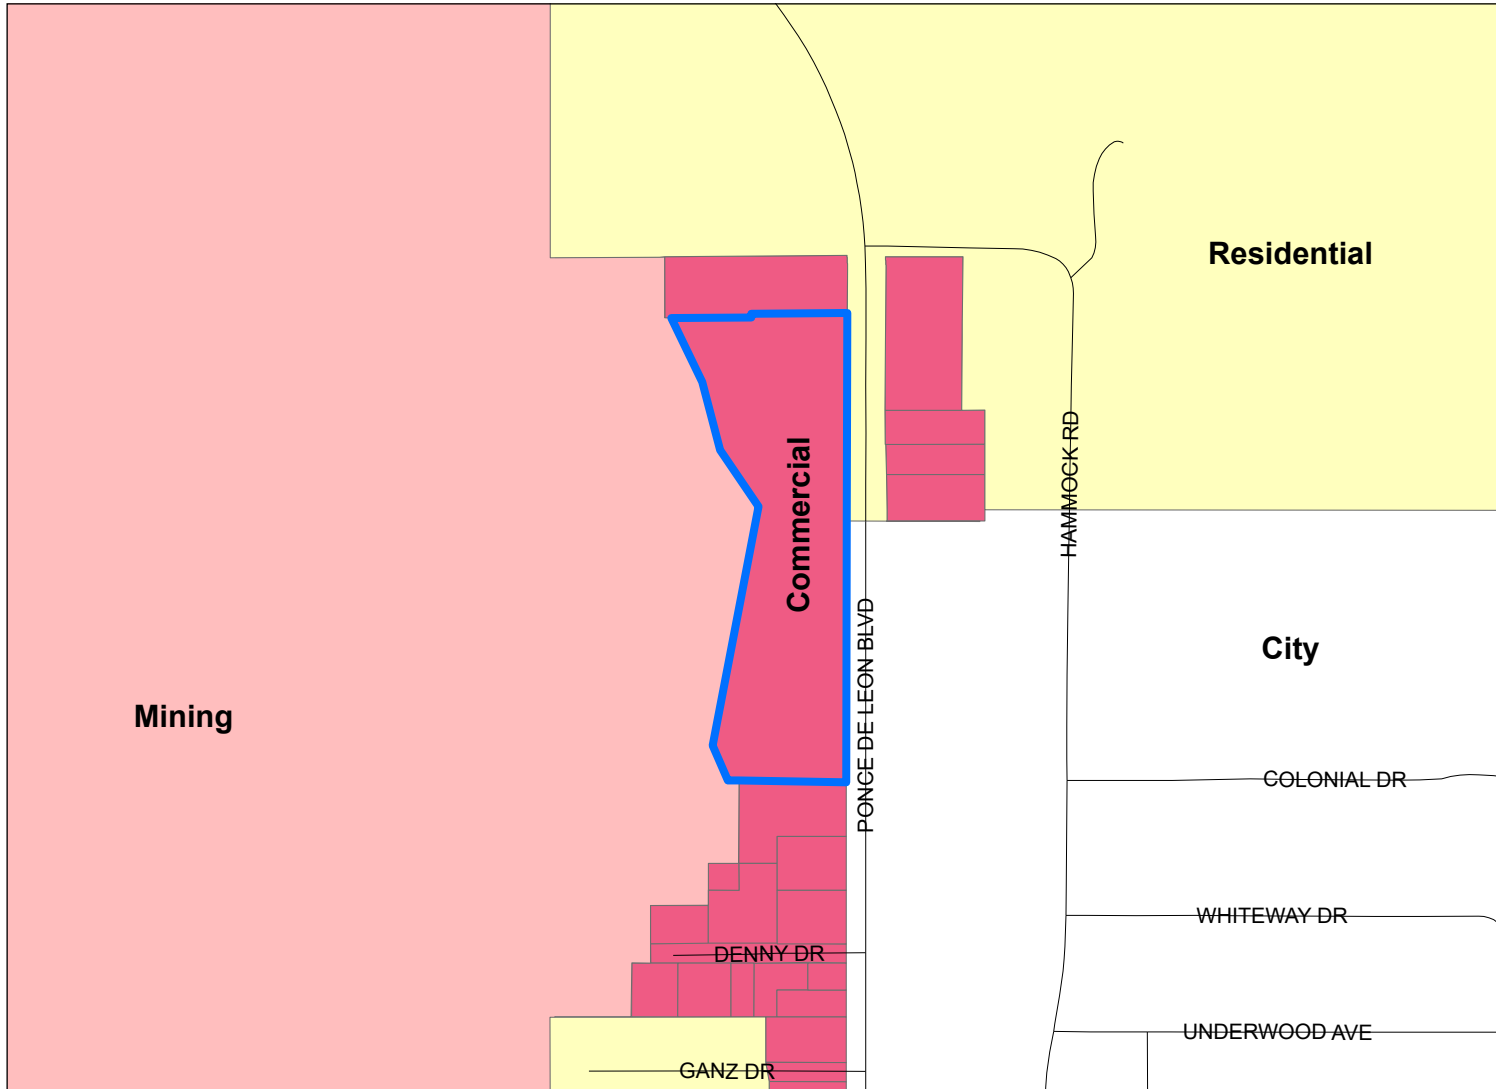 Residential
HAMMOCK RD
Commercial
PONCE DE LEON BLVD
City
Mining
COLONIAL DR
WHITEWAY DR
DENNY DR
UNDERWOOD AVE
GANZ DR